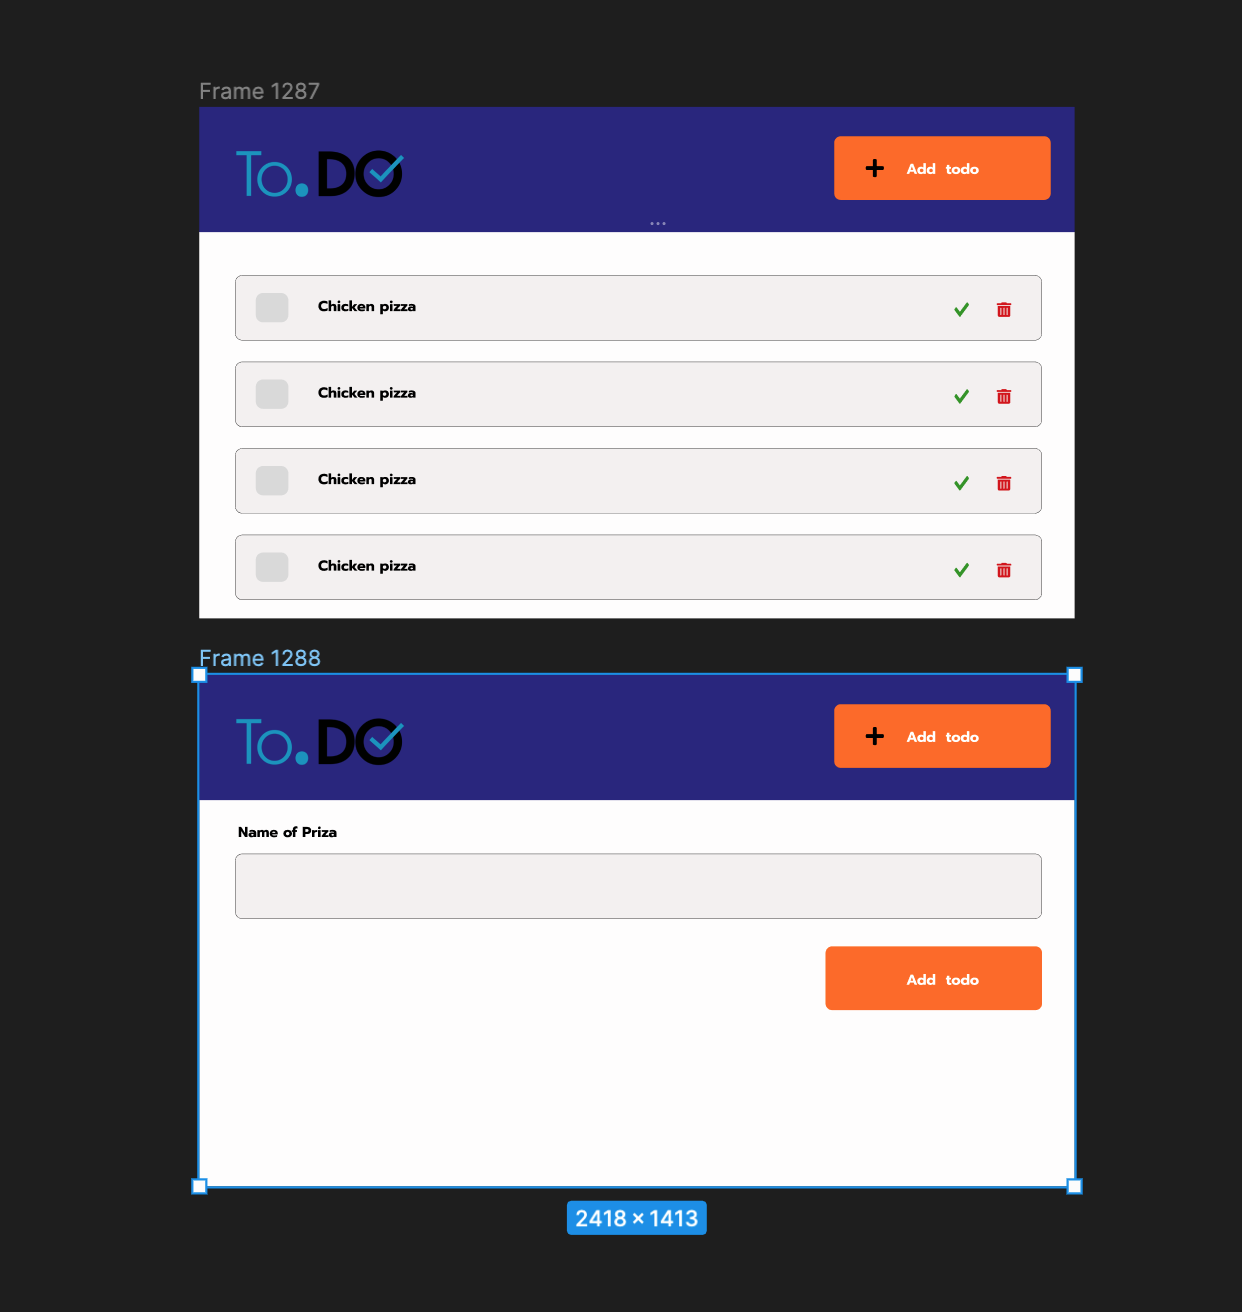 Frame 1287
To.DO
Add todo
Chicken pizza
Chicken pizza
Chicken pizza
Chicken pizza
Frame 1288
To.DO
Add todo
Name of Priza
Add todo
2418 × 1413